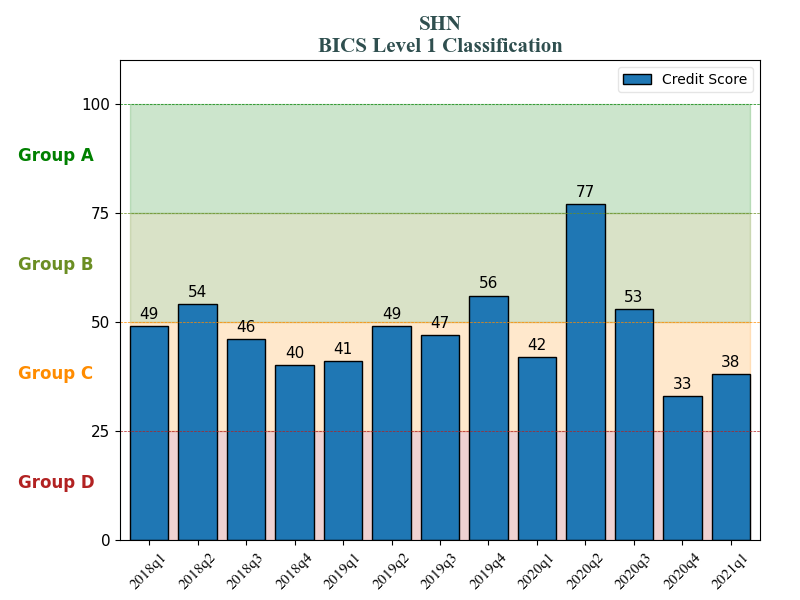 SHN
BICS Level 1 Classification
Credit Score
100
Group A
77
75
Group B
54
56
53
50
49
46
49
47
40
41
42
38
33
Group C
25
Group D
0
2018q1
2018q2
2018q3
2018q4
2019q1
2019q2
2019q3
2019q4
2020q1
2020q2
2020q3
2020q4
2021q1